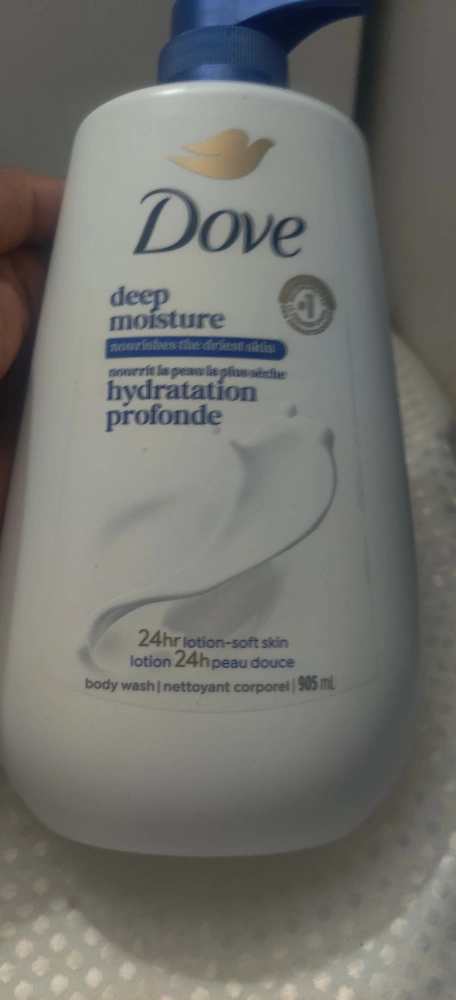 Dove
deep
moisture
nourishes the driest skin
nourrit la peau la plus sèche
hydratation
profonde
#1
24hr lotion-soft skin
lotion 24h peau douce
body wash | nettoyant corporel | 905 mL